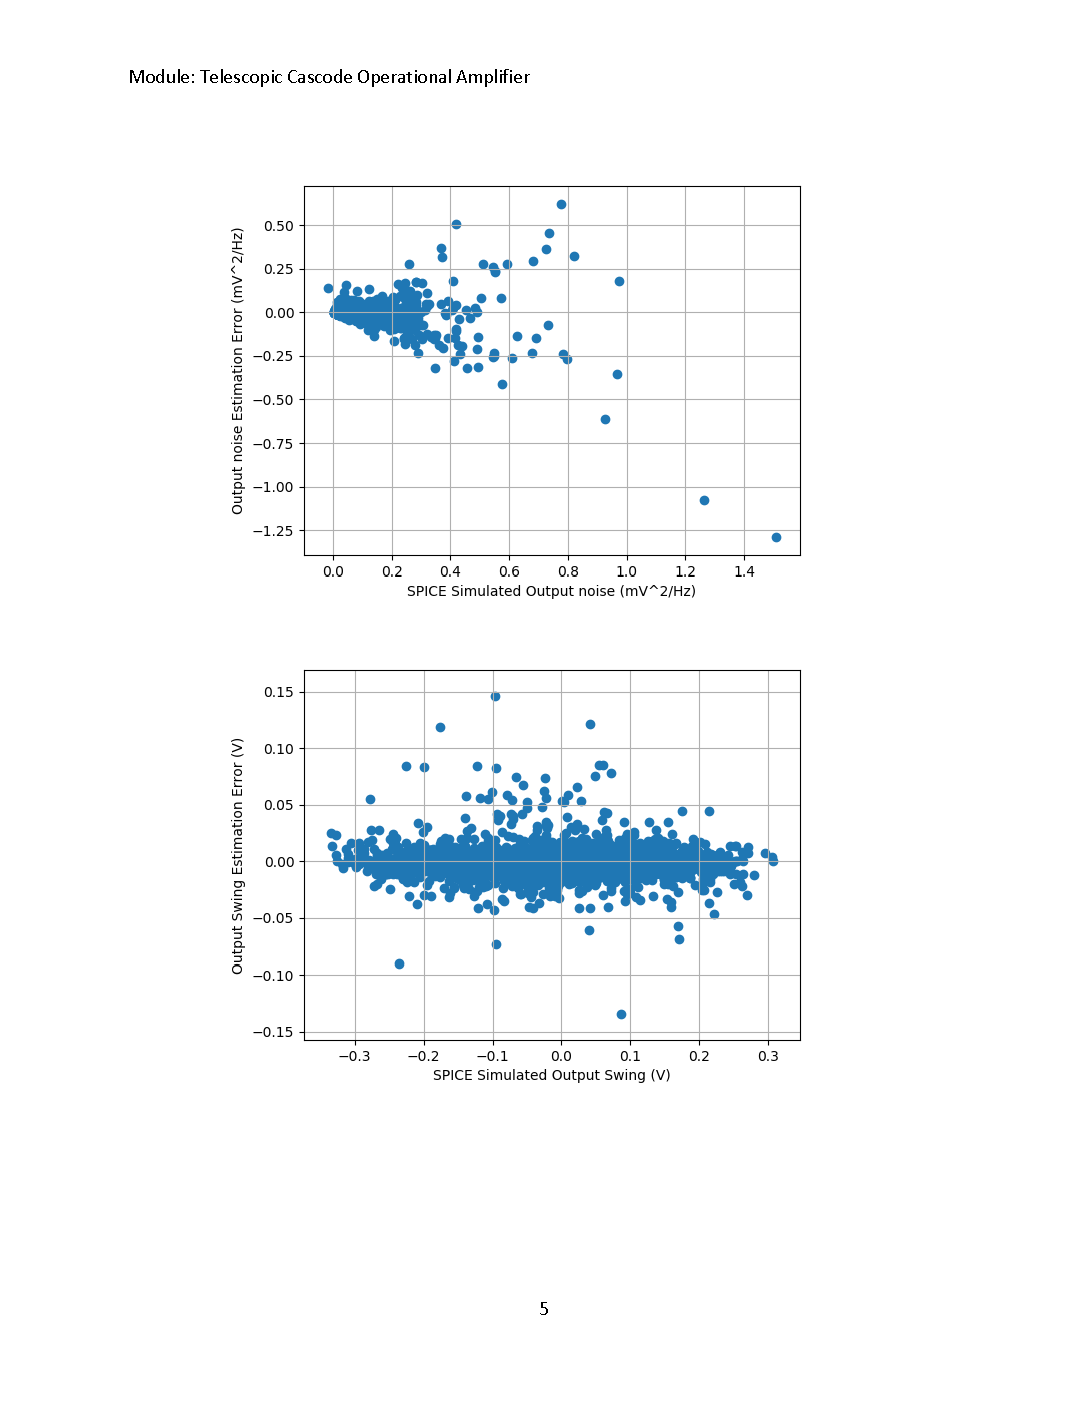 Module: Telescopic Cascode Operational Amplifier
Output noise Estimation Error (mV^2/Hz)
0.50
0.25
0.00
−0.25
−0.50
−0.75
−1.00
−1.25
0.0 0.2 0.4 0.6 0.8 1.0 1.2 1.4
SPICE Simulated Output noise (mV^2/Hz)
Output Swing Estimation Error (V)
0.15
0.10
0.05
0.00
−0.05
−0.10
−0.15
−0.3 −0.2 −0.1 0.0 0.1 0.2 0.3
SPICE Simulated Output Swing (V)
5